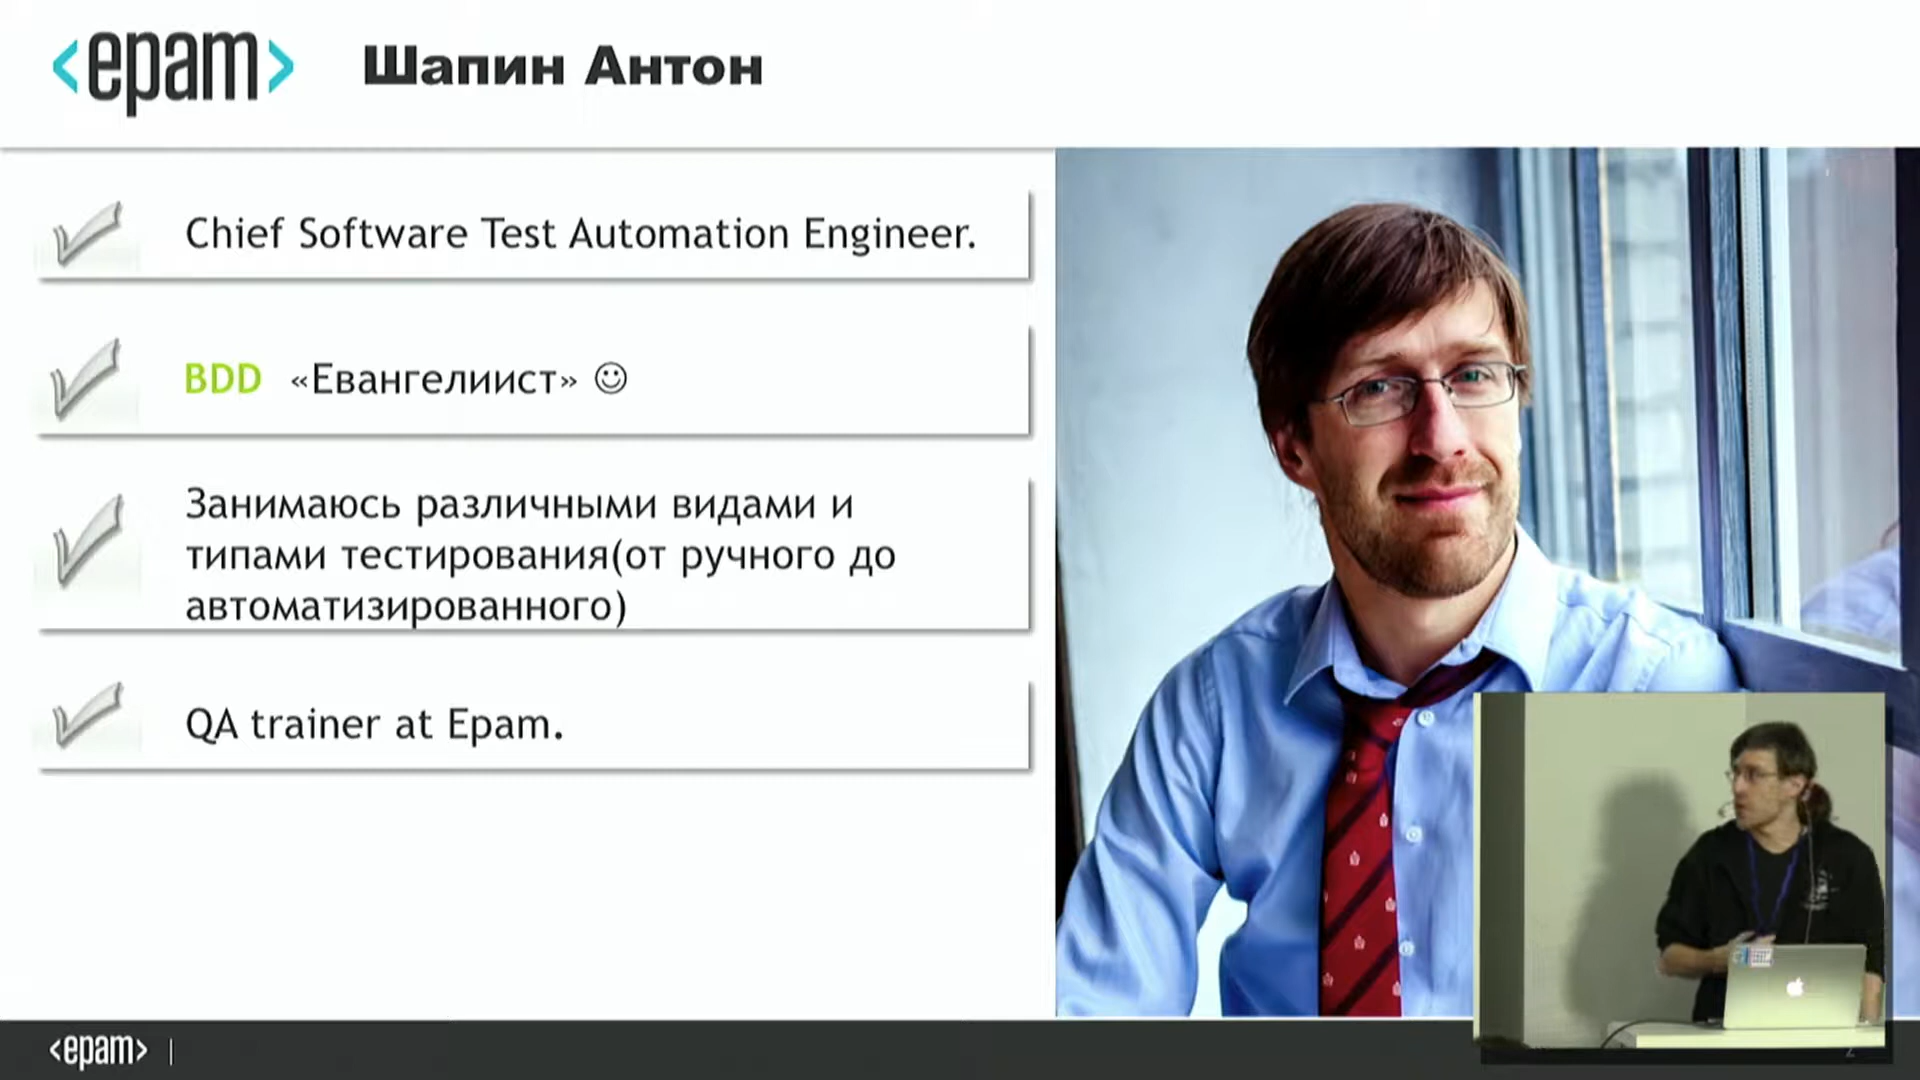 <epam>
Шапин Антон
Chief Software Test Automation Engineer.
BDD «Евангелиист» ☺
Занимаюсь различными видами и
типами тестирования(от ручного до
автоматизированного)
QA trainer at Epam.
<epam> |